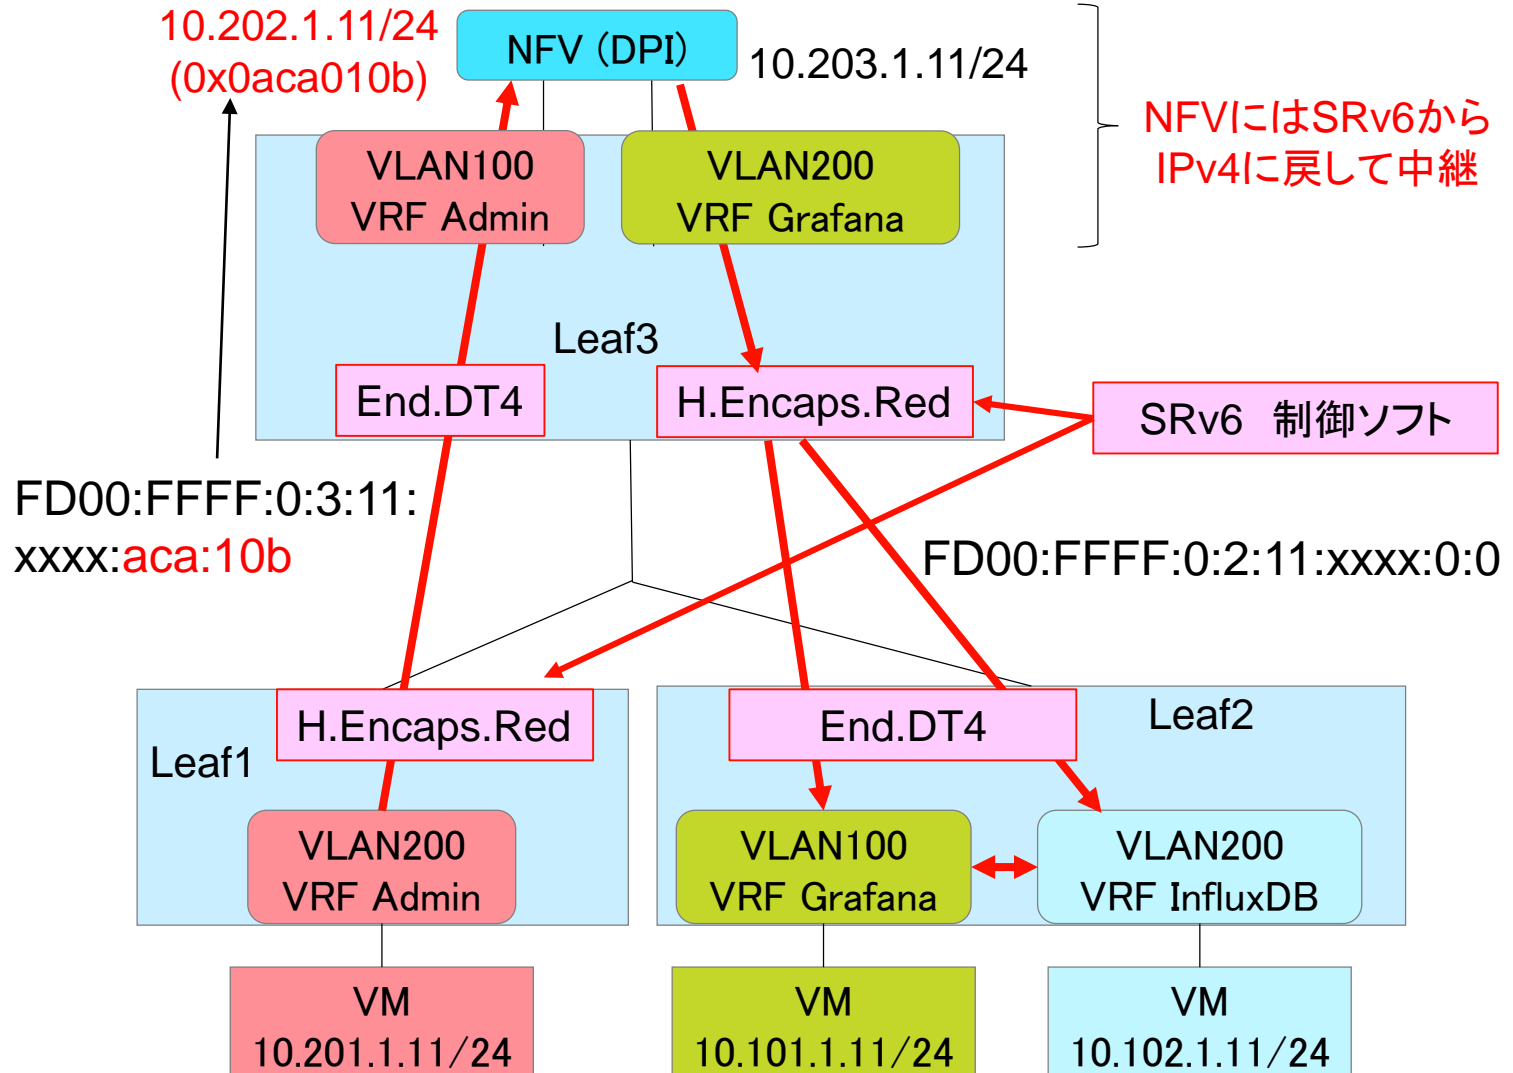 10.202.1.11/24
(0x0aca010b)
NFV (DPI)
10.203.1.11/24
NFVにはSRv6から
IPv4に戻して中継
VLAN100
VRF Admin
VLAN200
VRF Grafana
Leaf3
End.DT4
H.Encaps.Red
SRv6 制御ソフト
FD00:FFFF:0:3:11:
xxxx:aca:10b
FD00:FFFF:0:2:11:xxxx:0:0
Leaf1
H.Encaps.Red
End.DT4
Leaf2
VLAN200
VRF Admin
VLAN100
VRF Grafana
VLAN200
VRF InfluxDB
VM
10.201.1.11/24
VM
10.101.1.11/24
VM
10.102.1.11/24